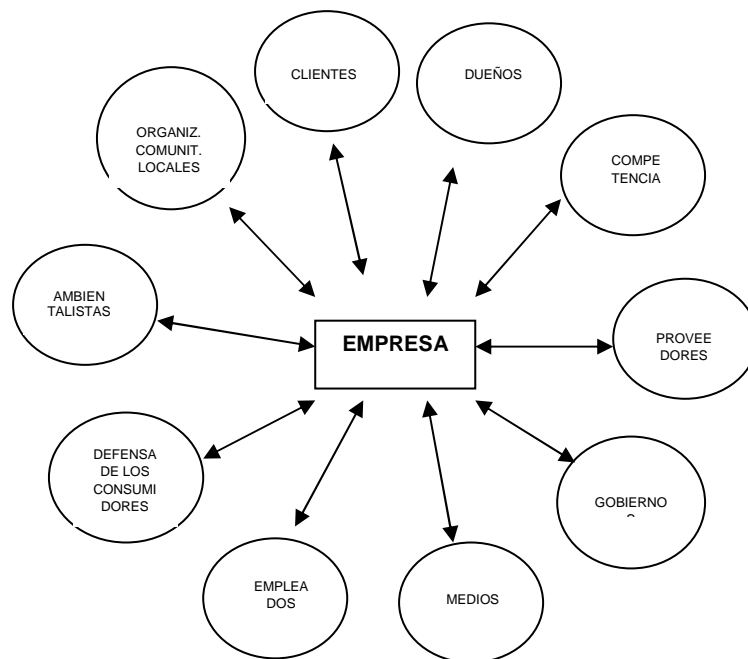 CLIENTES
DUEÑOS
ORGANIZ.
COMUNIT.
LOCALES
COMPE
TENCIA
AMBIEN
TALISTAS
EMPRESA
PROVEE
DORES
DEFENSA
DE LOS
CONSUMI
DORES
GOBIERNO
EMPLEA
DOS
MEDIOS